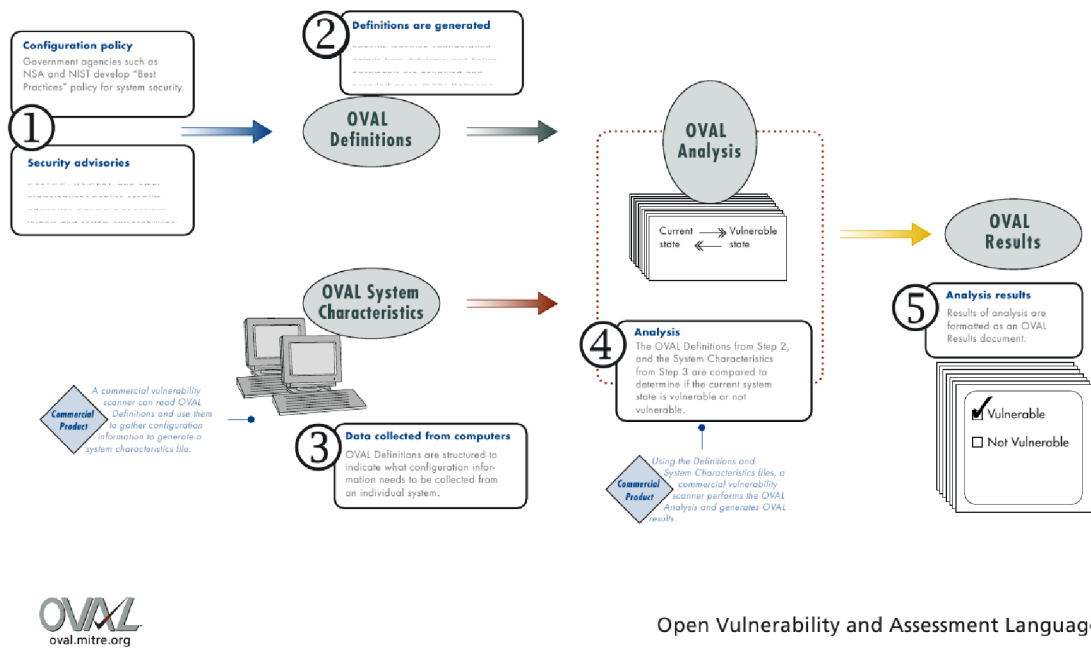 1
Configuration policy
Government agencies such as
NSA and NIST develop "Best
Practices" policy for system security.
Security advisories
2
Definitions are generated
OVAL
Definitions
OVAL System
Characteristics
Commercial
Product
A commercial vulnerability
scanner can read OVAL
Definitions and use them
to gather configuration
information to generate a
system characteristics file.
3
Data collected from computers
OVAL Definitions are structured to
indicate what configuration infor-
mation needs to be collected from
an individual system.
OVAL
Analysis
Current
state
Vulnerable
state
4
Analysis
The OVAL Definitions from Step 2,
and the System Characteristics
from Step 3 are compared to
determine if the current system
state is vulnerable or not
vulnerable.
Commercial
Product
Using the Definitions and
System Characteristics files, a
commercial vulnerability
scanner performs the OVAL
Analysis and generates OVAL
results.
OVAL
Results
5
Analysis results
Results of analysis are
formatted as an OVAL
Results document.
Vulnerable
Not Vulnerable
OVAL
oval.mitre.org
Open Vulnerability and Assessment Language